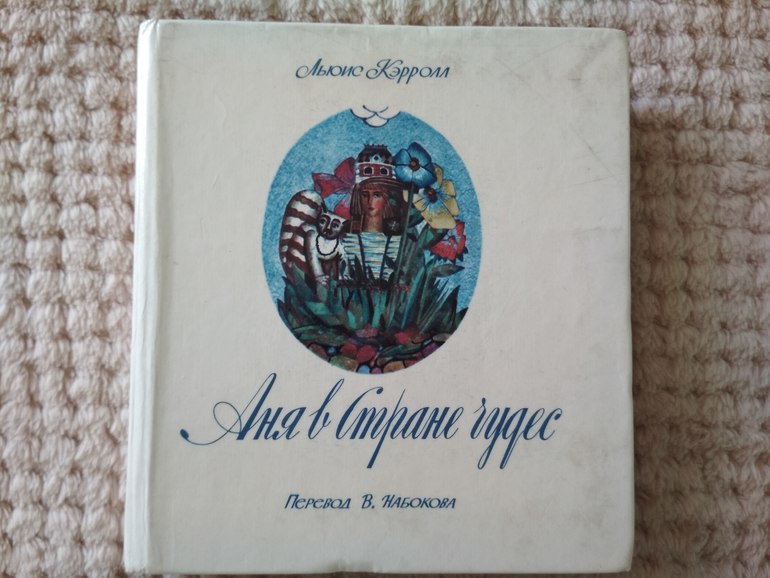 Льюис Кэрролл
Аня в Стране чудес
Перевод В. Набокова